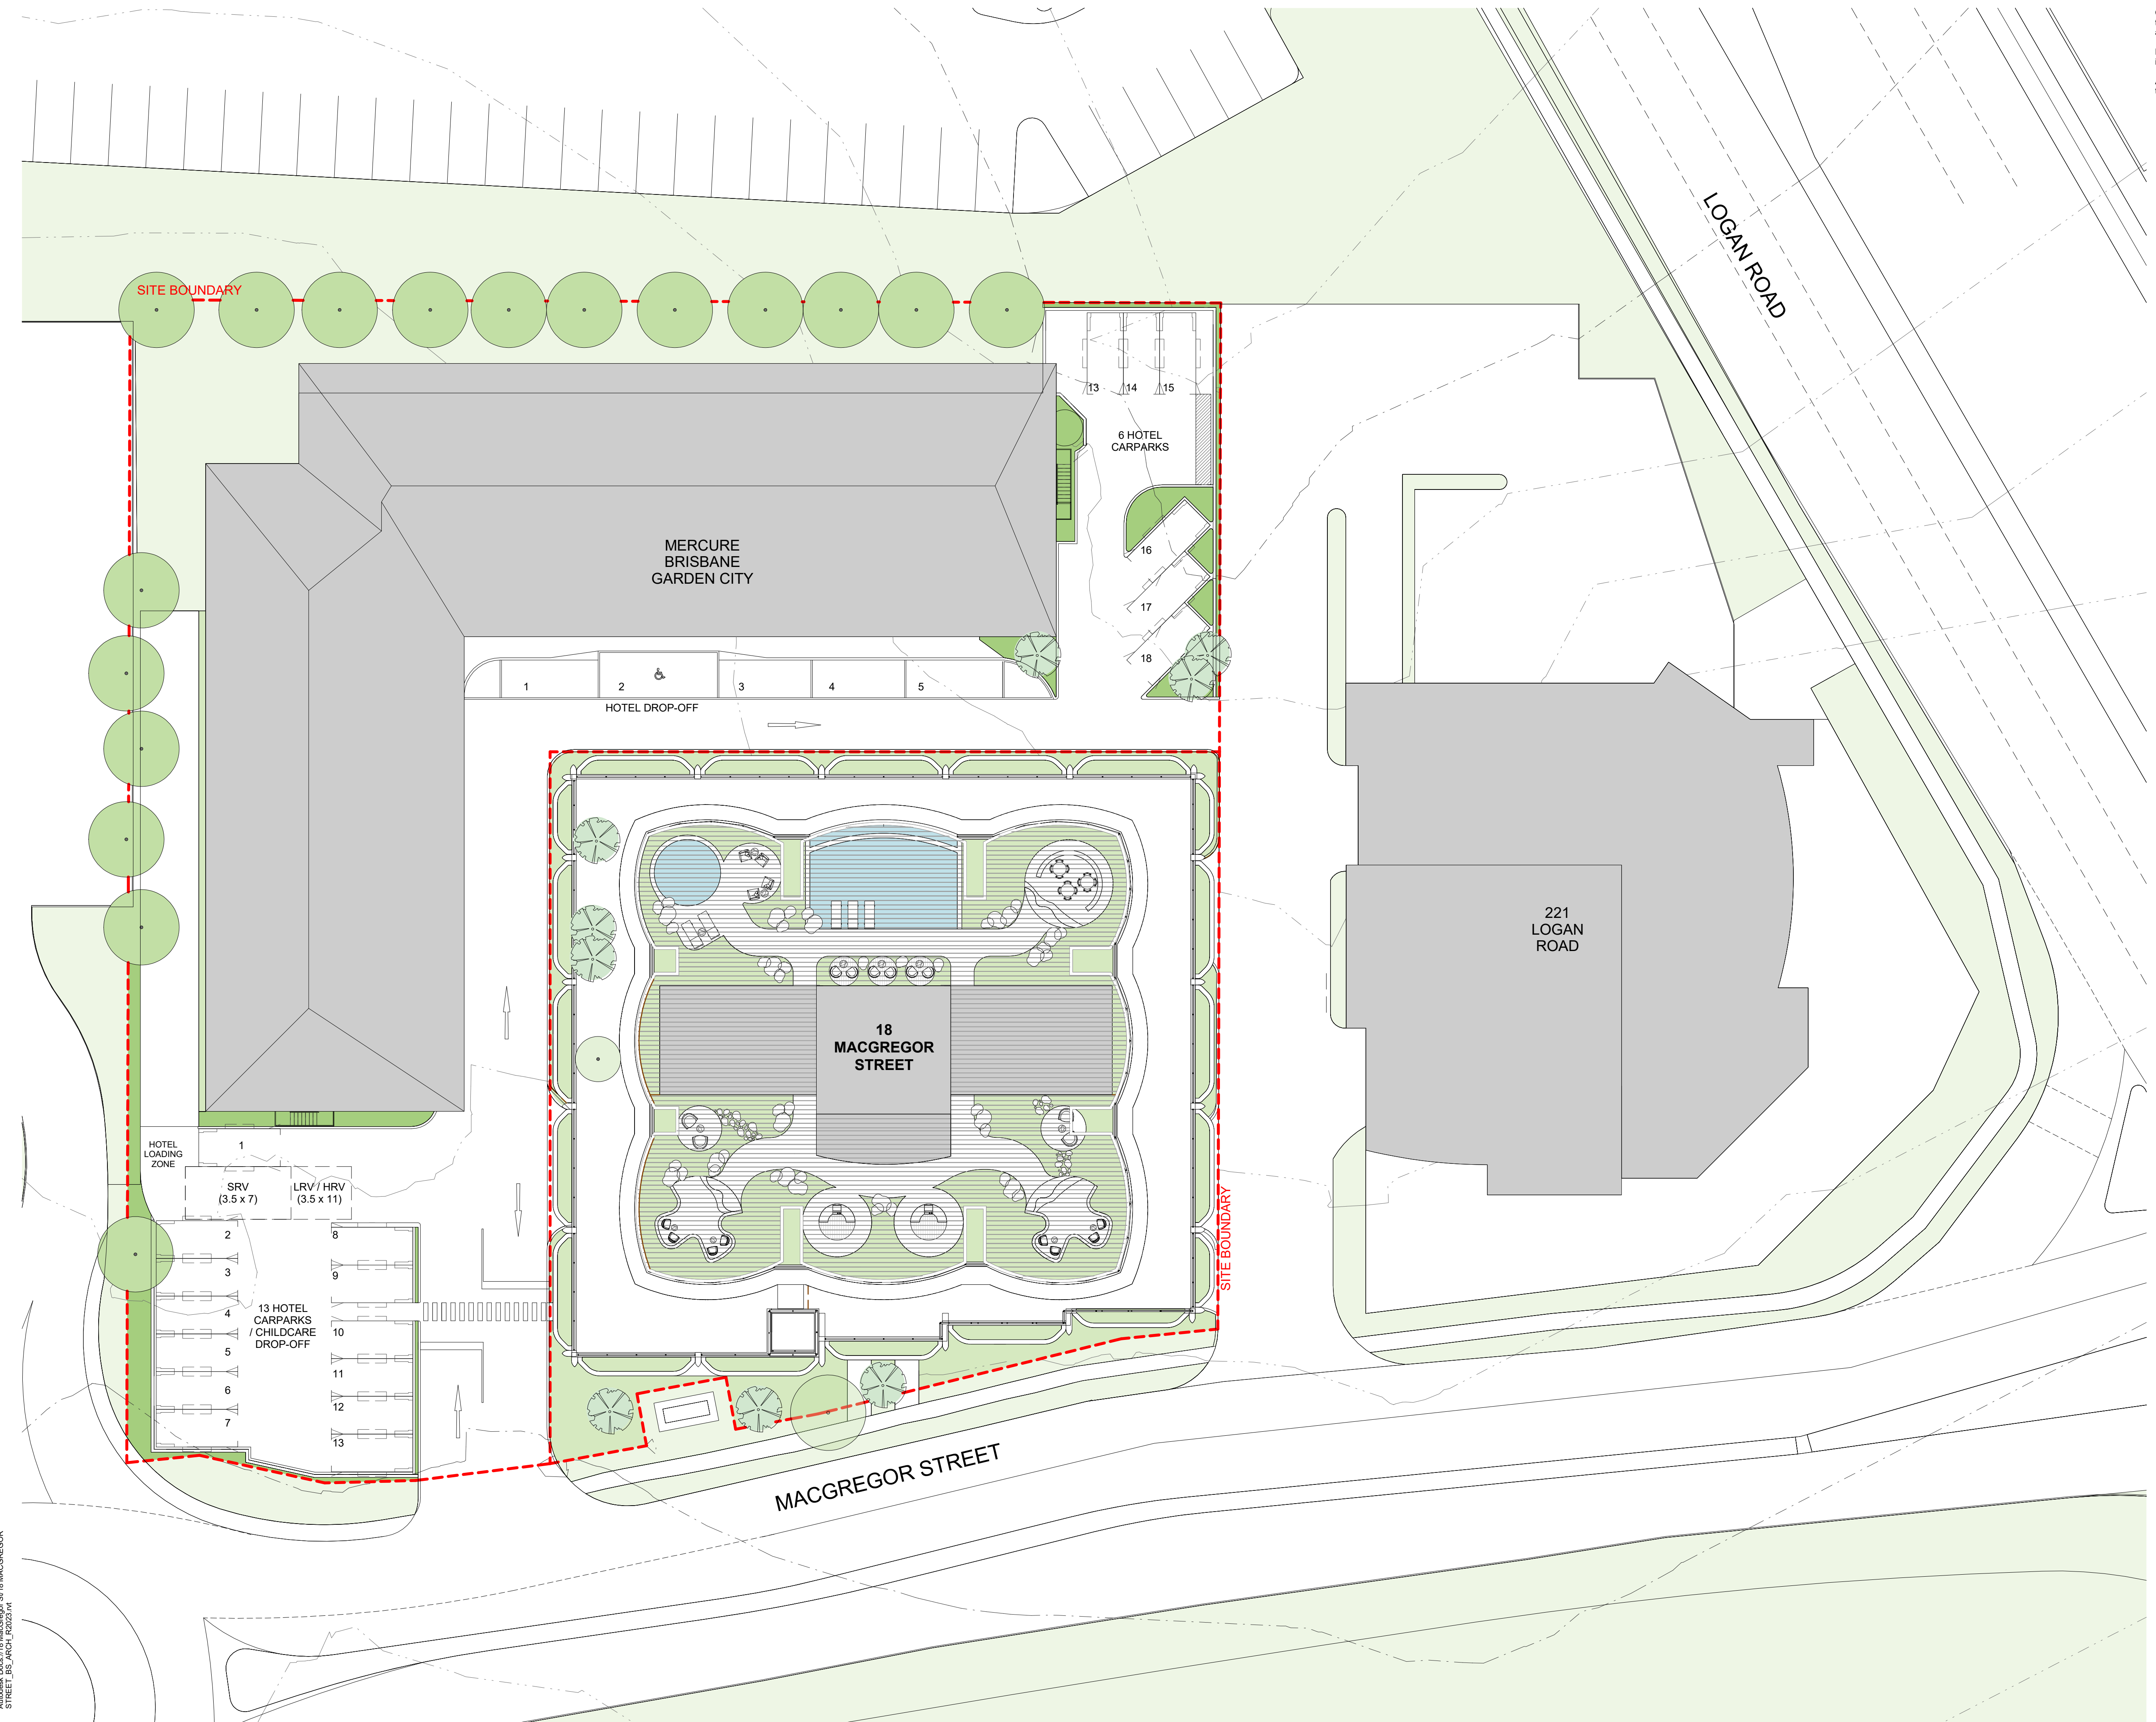 LOGAN ROAD
SITE BOUNDARY
13
14
15
6 HOTEL
CARPARKS
MERCURE
BRISBANE
GARDEN CITY
16
17
18
1
2
3
4
5
HOTEL DROP-OFF
221
LOGAN
ROAD
18
MACGREGOR
STREET
HOTEL
LOADING
ZONE
1
SRV
(3.5 x 7)
LRV / HRV
(3.5 x 11)
SITE BOUNDARY
2
3
4
5
6
7
8
9
10
11
12
13
13 HOTEL
CARPARKS
/ CHILDCARE
DROP-OFF
MACGREGOR STREET
STREET_BS_ARCH_R2023.rvt